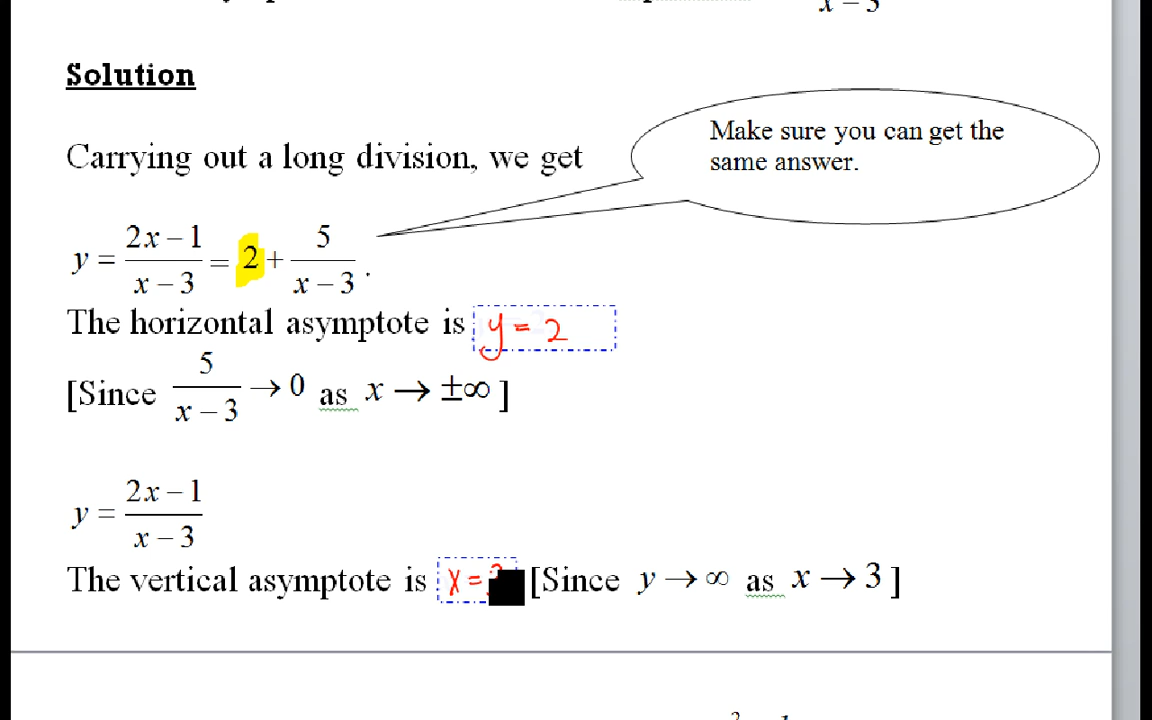 x − 3
Solution
Make sure you can get the
same answer.
Carrying out a long division, we get
y = (2x − 1)/(x − 3) = 2 + 5/(x − 3).
The horizontal asymptote is y = 2
[Since 5/(x − 3) → 0 as x → ±∞ ]
y = (2x − 1)/(x − 3)
The vertical asymptote is x = [Since y → ∞ as x → 3 ]